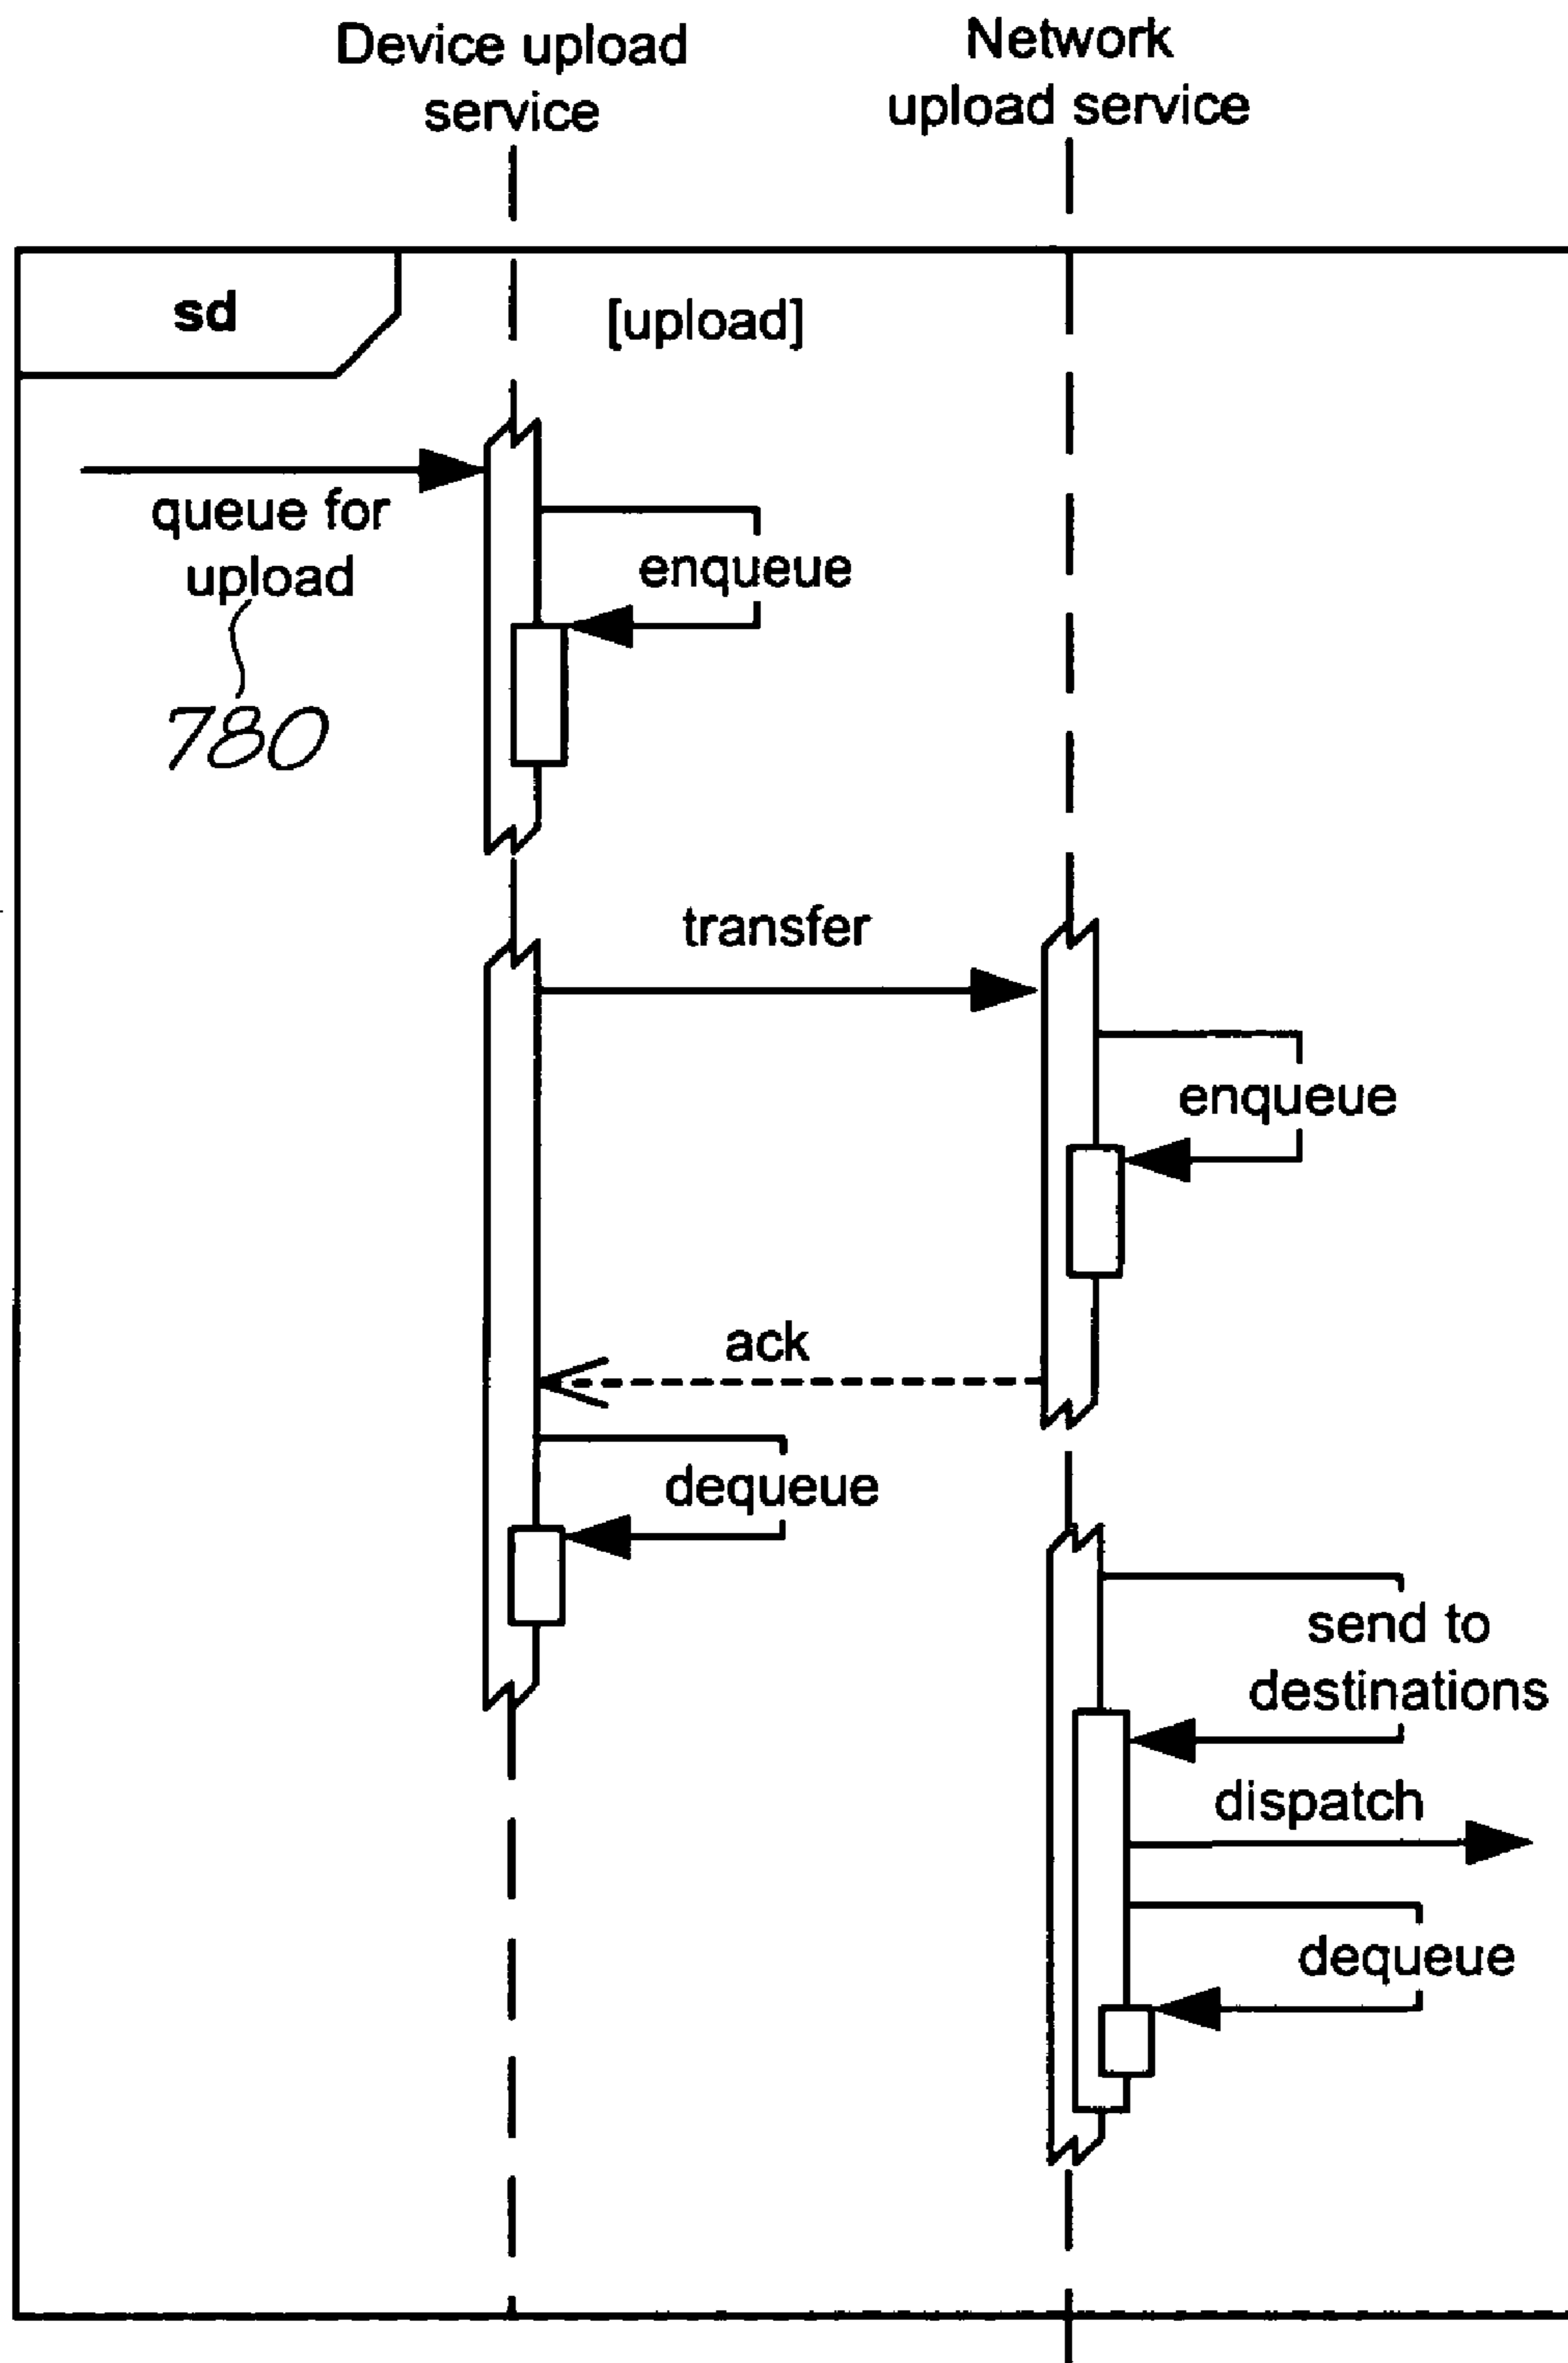 Device upload
service
Network
upload service
sd
[upload]
queue for
upload
780
enqueue
transfer
enqueue
ack
dequeue
send to
destinations
dispatch
dequeue